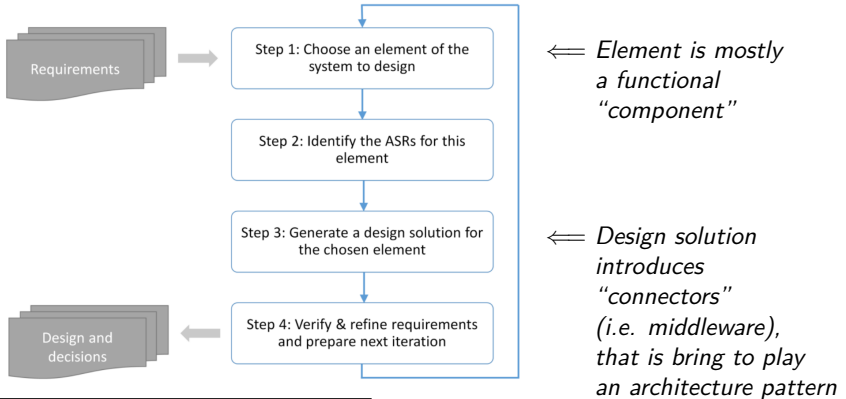 Requirements
Step 1: Choose an element of the
system to design
⟸ Element is mostly
a functional
“component”
Step 2: Identify the ASRs for this
element
Step 3: Generate a design solution for
the chosen element
⟸ Design solution
introduces
“connectors”
(i.e. middleware),
that is bring to play
an architecture pattern
Step 4: Verify & refine requirements
and prepare next iteration
Design and
decisions